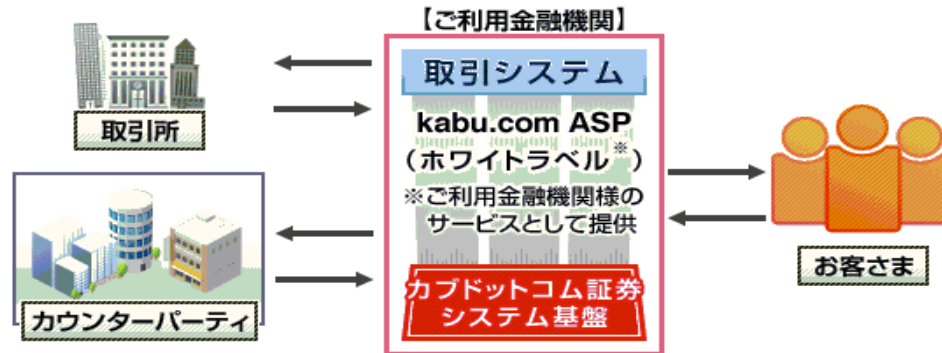 【ご利用金融機関】
取引システム
kabu.com ASP
(ホワイトラベル※)
※ご利用金融機関様の
サービスとして提供
カブドットコム証券
システム基盤
取引所
カウンターパーティ
お客さま